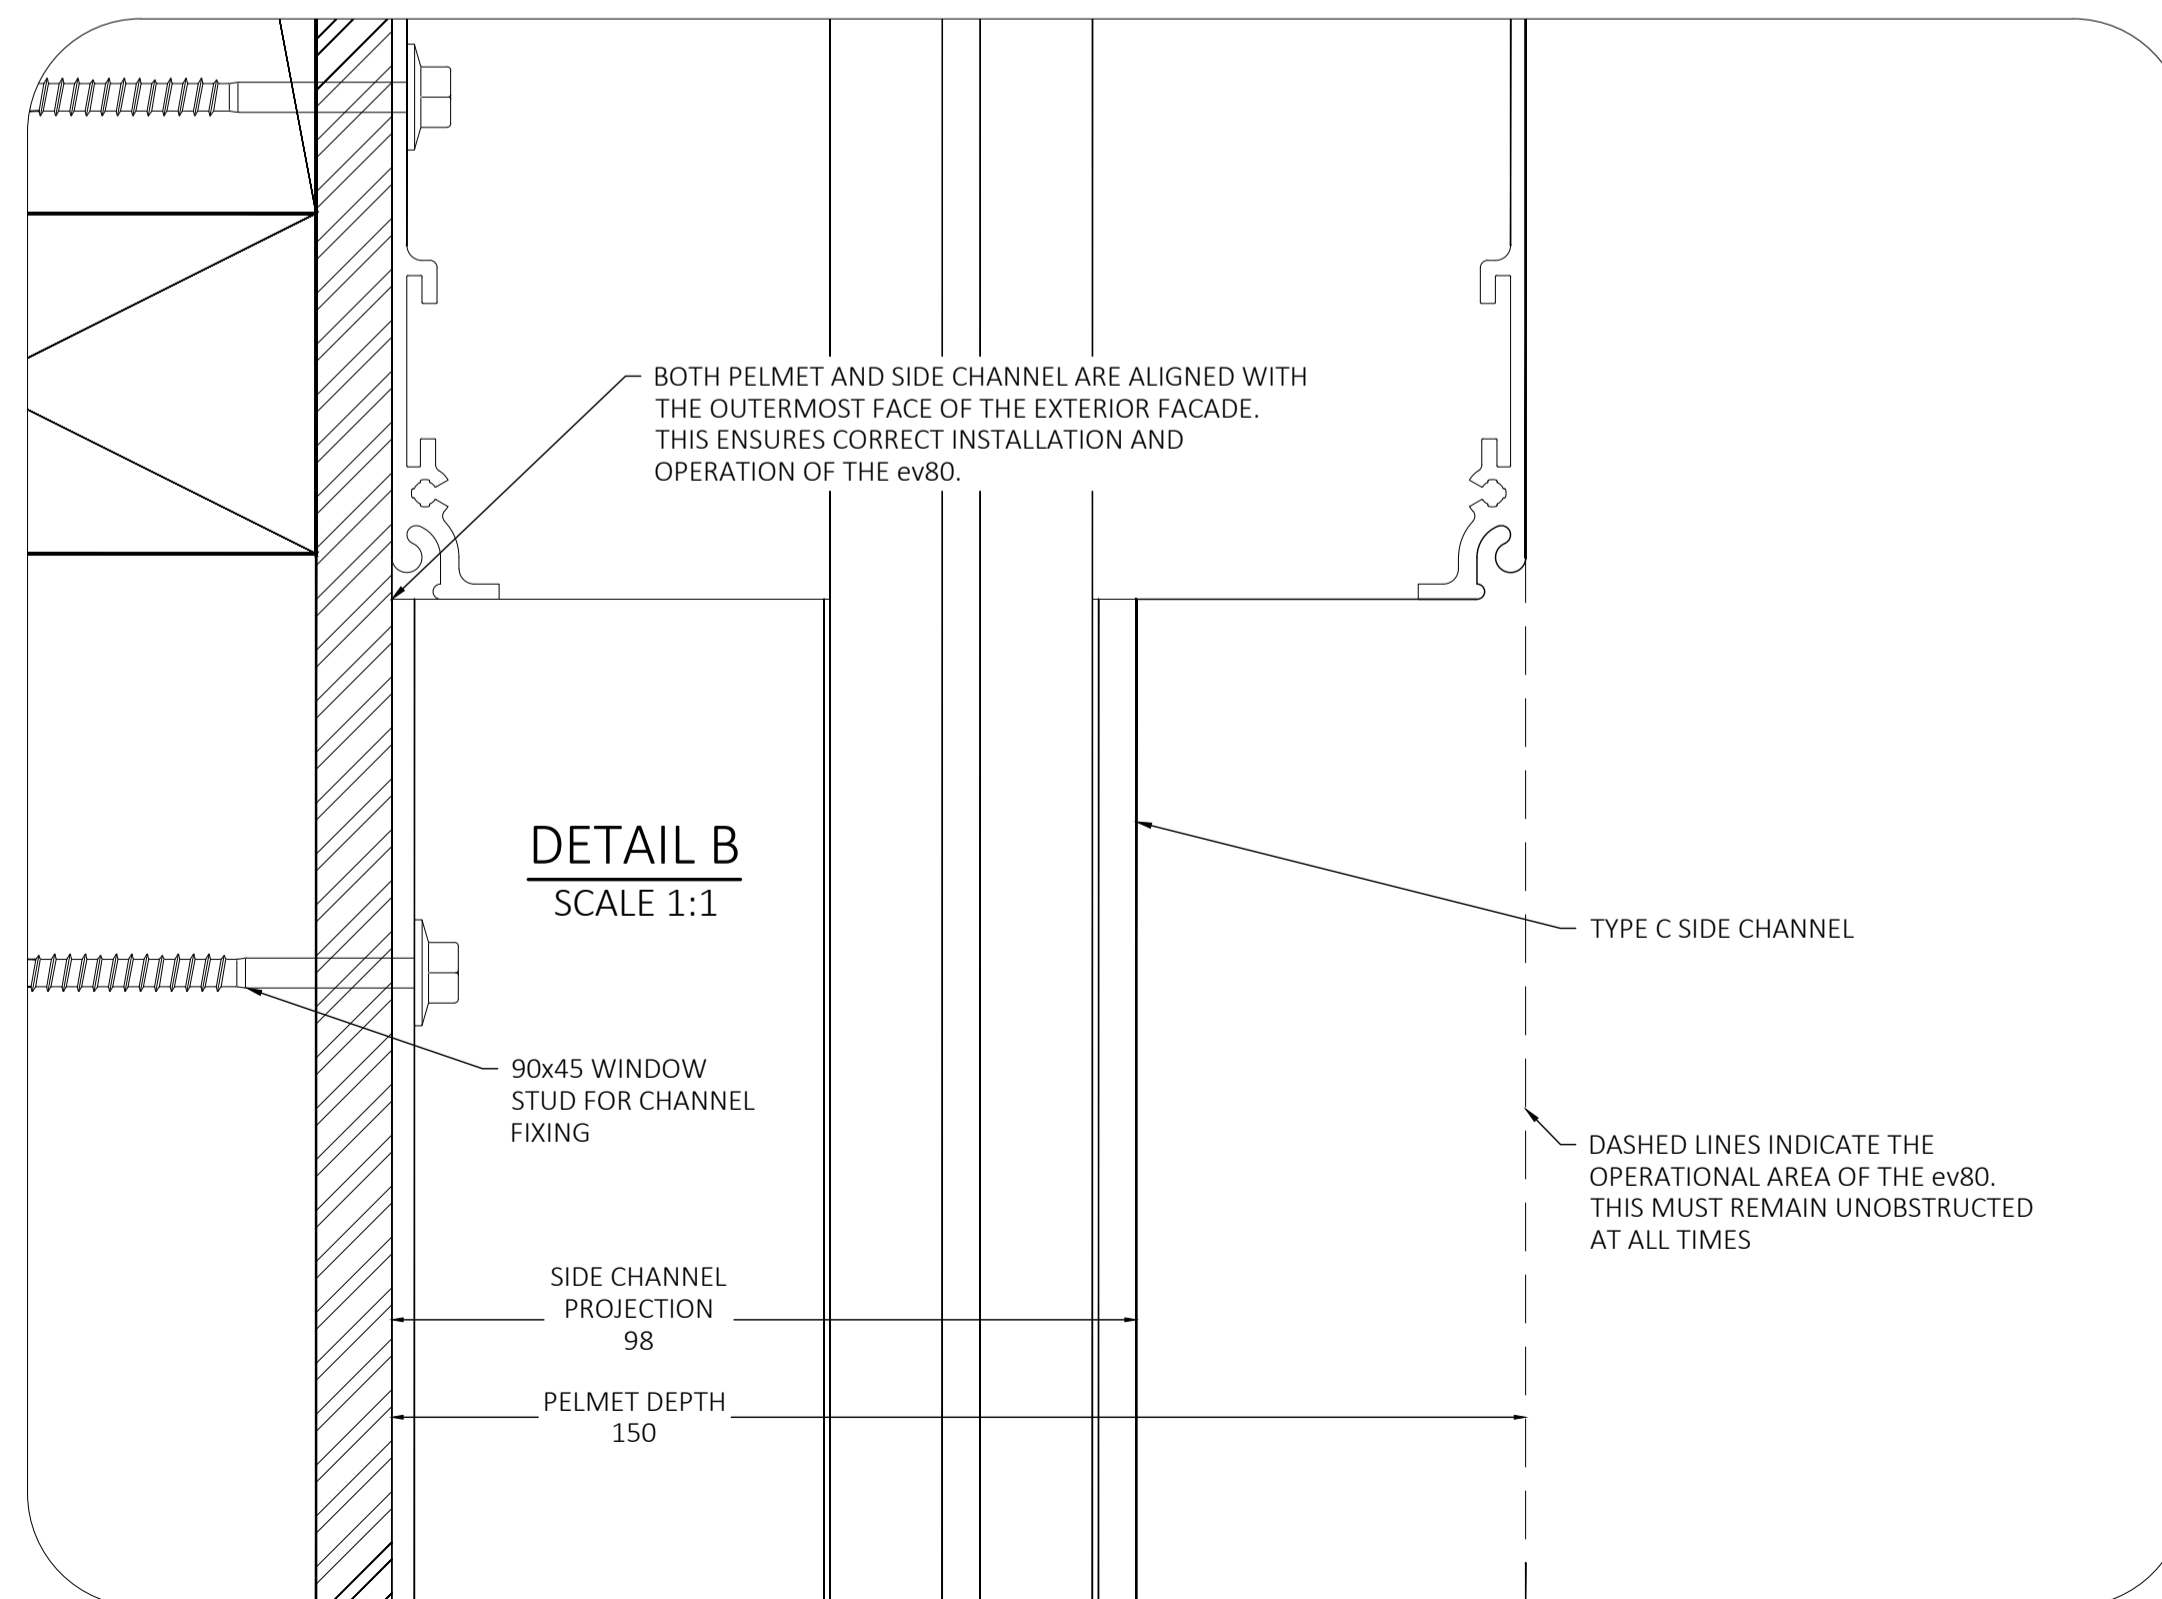 BOTH PELMET AND SIDE CHANNEL ARE ALIGNED WITH
THE OUTERMOST FACE OF THE EXTERIOR FACADE.
THIS ENSURES CORRECT INSTALLATION AND
OPERATION OF THE ev80.
DETAIL B
SCALE 1:1
TYPE C SIDE CHANNEL
90x45 WINDOW
STUD FOR CHANNEL
FIXING
DASHED LINES INDICATE THE
OPERATIONAL AREA OF THE ev80.
THIS MUST REMAIN UNOBSTRUCTED
AT ALL TIMES
SIDE CHANNEL
PROJECTION
98
PELMET DEPTH
150